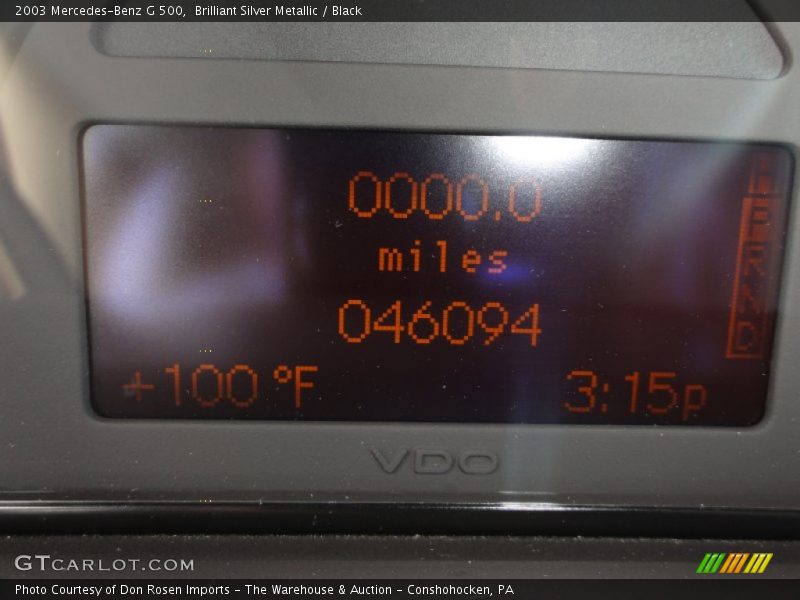 2003 Mercedes-Benz G 500,  Brilliant Silver Metallic / Black
0000.0
miles
046094
+100 °F
3:15p
P
R
N
D
VDO
GTCARLOT.COM
Photo Courtesy of Don Rosen Imports - The Warehouse & Auction - Conshohocken, PA